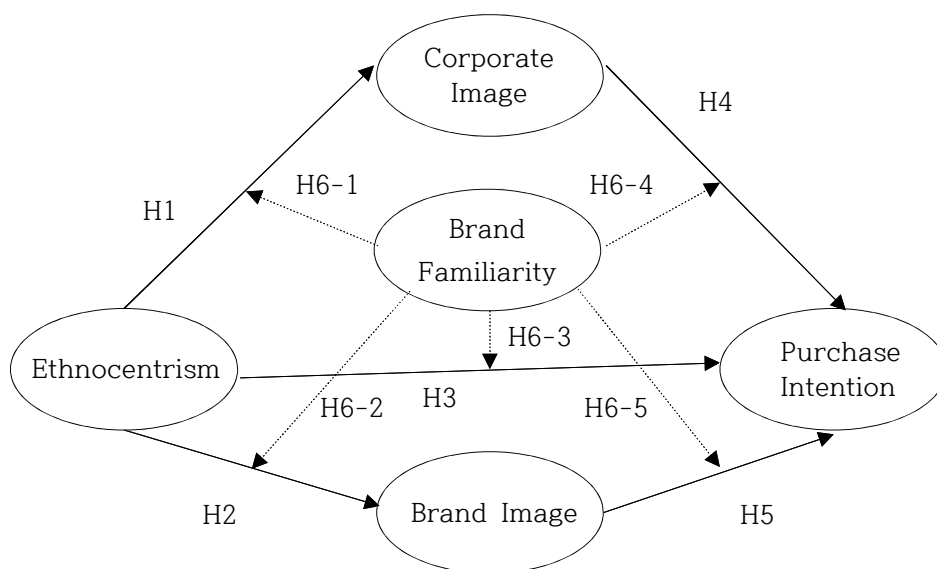 Corporate
Image
H4
H6-1
H6-4
H1
Brand
Familiarity
H6-3
Ethnocentrism
Purchase
Intention
H3
H6-2
H6-5
H2
Brand Image
H5